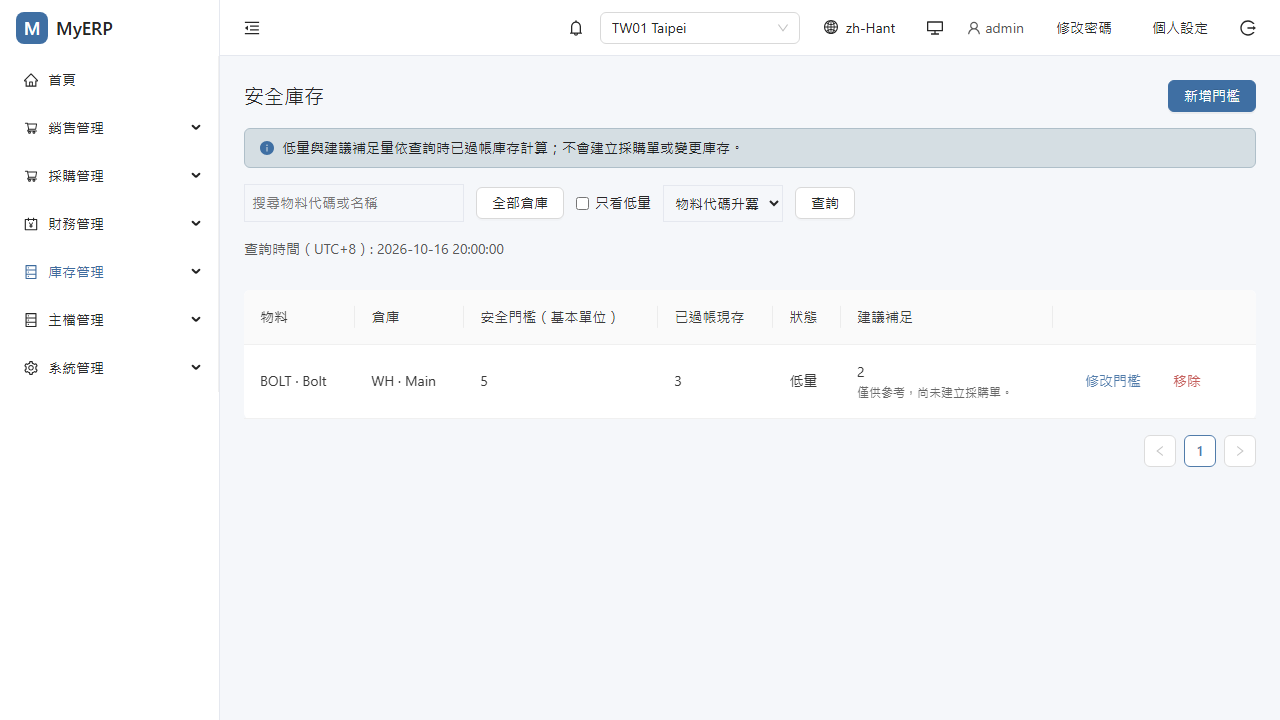 M MyERP
TW01 Taipei
zh-Hant
admin
修改密碼
個人設定
首頁
銷售管理
採購管理
財務管理
庫存管理
主檔管理
系統管理
安全庫存
新增門檻
低量與建議補足量依查詢時已過帳庫存計算；不會建立採購單或變更庫存。
搜尋物料代碼或名稱
全部倉庫
只看低量
物料代碼升冪
查詢
查詢時間（UTC+8）: 2026-10-16 20:00:00
物料 倉庫 安全門檻（基本單位） 已過帳現存 狀態 建議補足
BOLT · Bolt WH · Main 5 3 低量 2 修改門檻 移除
僅供參考，尚未建立採購單。
1